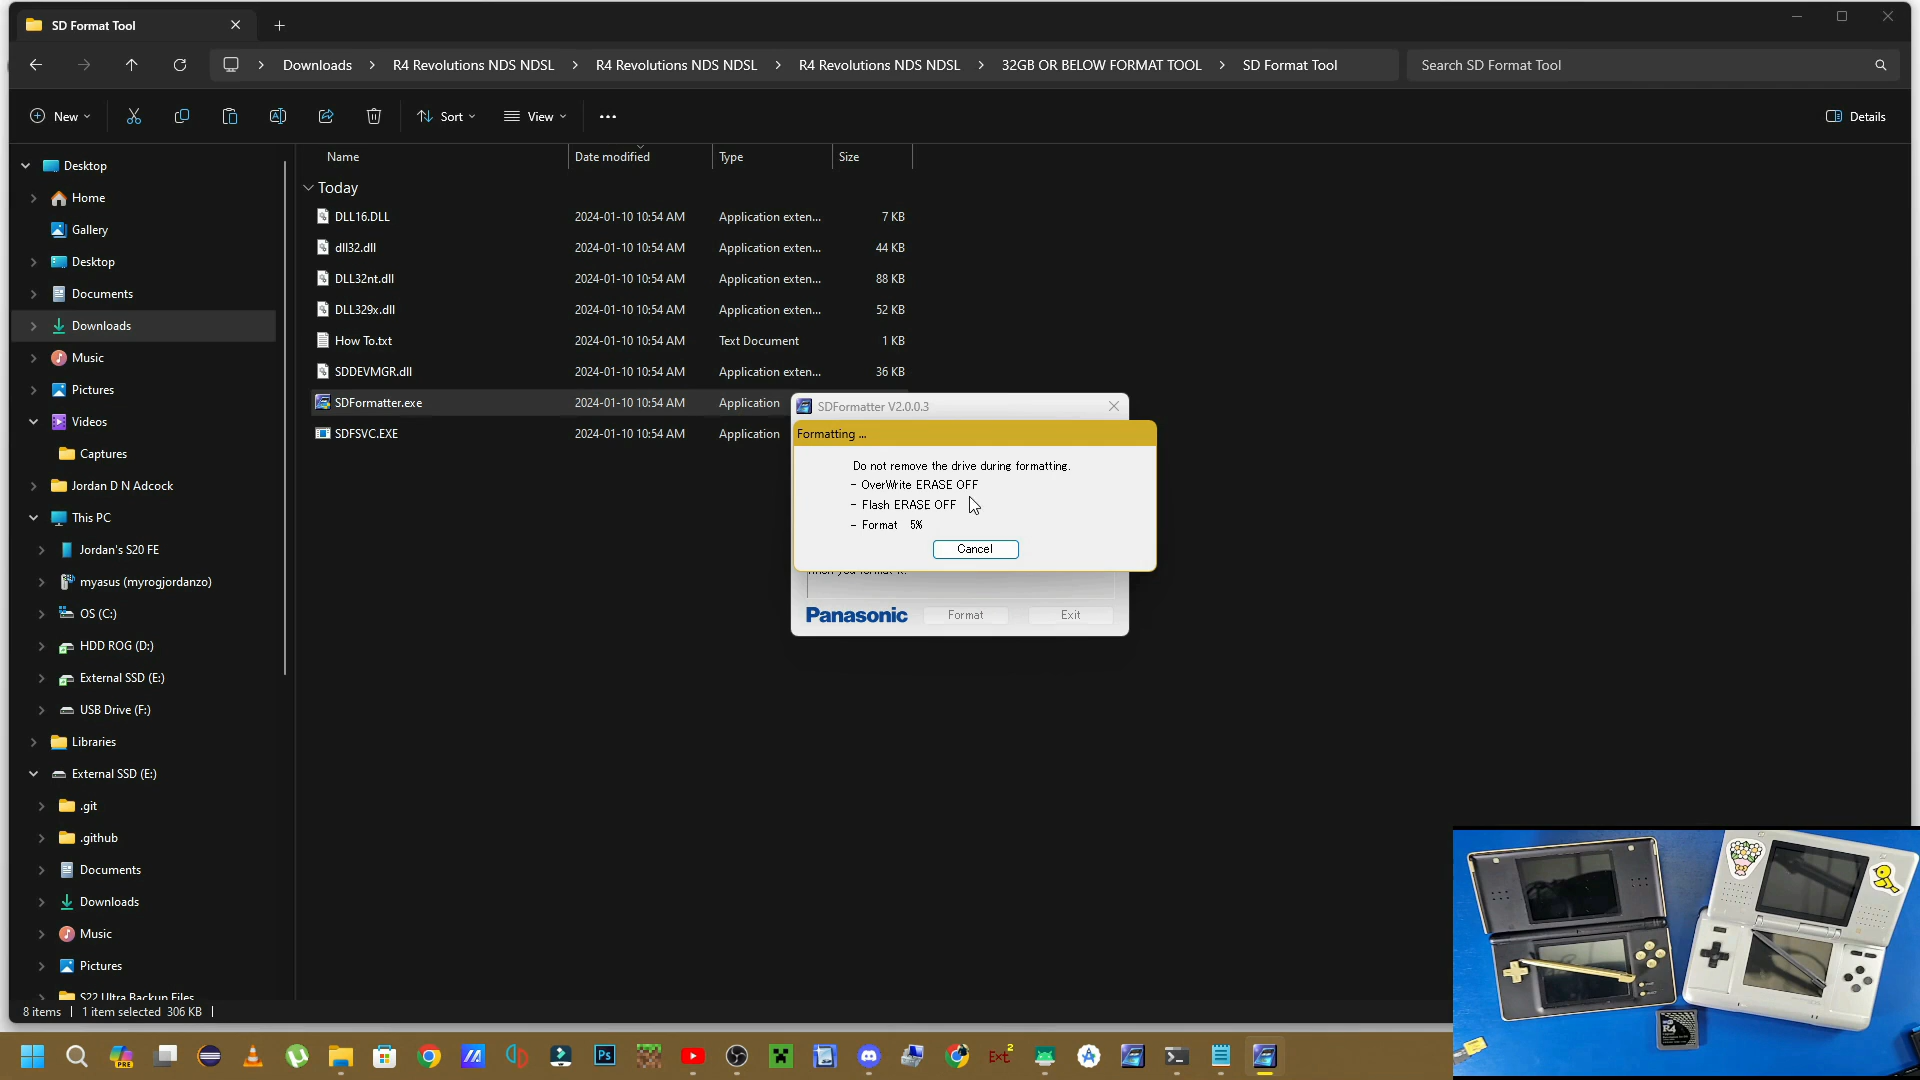 SD Format Tool
Downloads > R4 Revolutions NDS NDSL > R4 Revolutions NDS NDSL > R4 Revolutions NDS NDSL > 32GB OR BELOW FORMAT TOOL > SD Format Tool
Search SD Format Tool
New
Sort
View
Details
Name Date modified Type Size
Today
DLL16.DLL 2024-01-10 10:54 AM Application exten... 7 KB
dll32.dll 2024-01-10 10:54 AM Application exten... 44 KB
DLL32nt.dll 2024-01-10 10:54 AM Application exten... 88 KB
DLL329x.dll 2024-01-10 10:54 AM Application exten... 52 KB
How To.txt 2024-01-10 10:54 AM Text Document 1 KB
SDDEVMGR.dll 2024-01-10 10:54 AM Application exten... 36 KB
SDFormatter.exe 2024-01-10 10:54 AM Application
SDFSVC.EXE 2024-01-10 10:54 AM Application
Desktop
Home
Gallery
Desktop
Documents
Downloads
Music
Pictures
Videos
Captures
Jordan D N Adcock
This PC
Jordan's S20 FE
myasus (myrogjordanzo)
OS (C:)
HDD ROG (D:)
External SSD (E:)
USB Drive (F:)
Libraries
External SSD (E:)
.git
.github
Documents
Downloads
Music
Pictures
S22 Ultra Backup Files
SDFormatter V2.0.0.3
Formatting ...
Do not remove the drive during formatting.
- OverWrite ERASE OFF
- Flash ERASE OFF
- Format 5%
Cancel
Panasonic
Format
Exit
8 items
1 item selected 306 KB
PRE
Ps
Ext2
R4